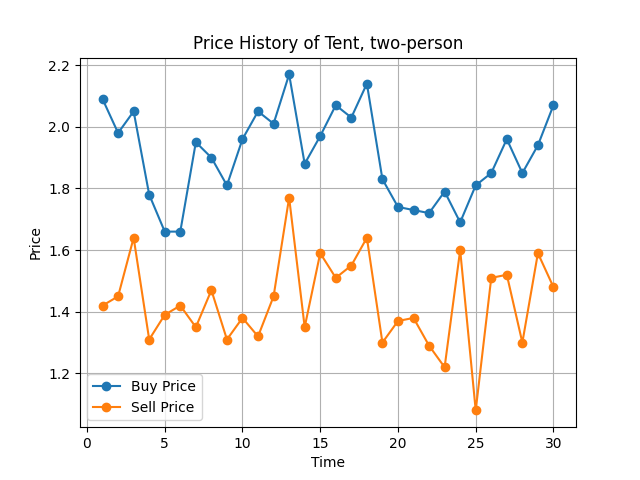 Price History of Tent, two-person
Price
2.2
2.0
1.8
1.6
1.4
1.2
Buy Price
Sell Price
0 5 10 15 20 25 30
Time